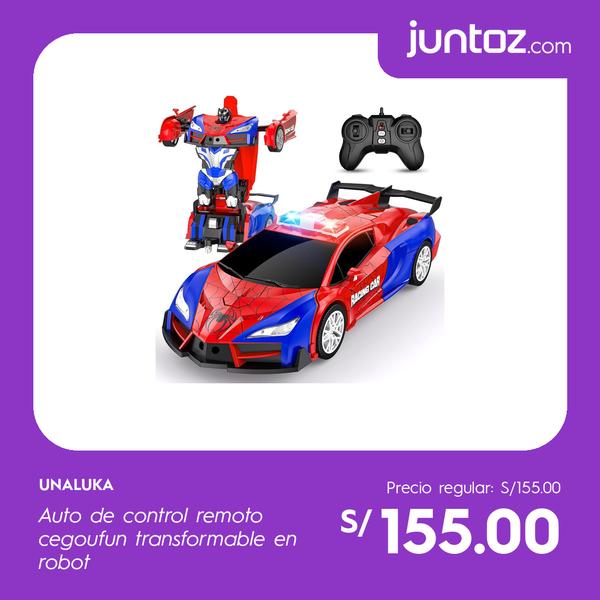 juntoz.com
RACING CAR
UNALUKA
Auto de control remoto
cegoufun transformable en
robot
Precio regular: S/155.00
S/ 155.00